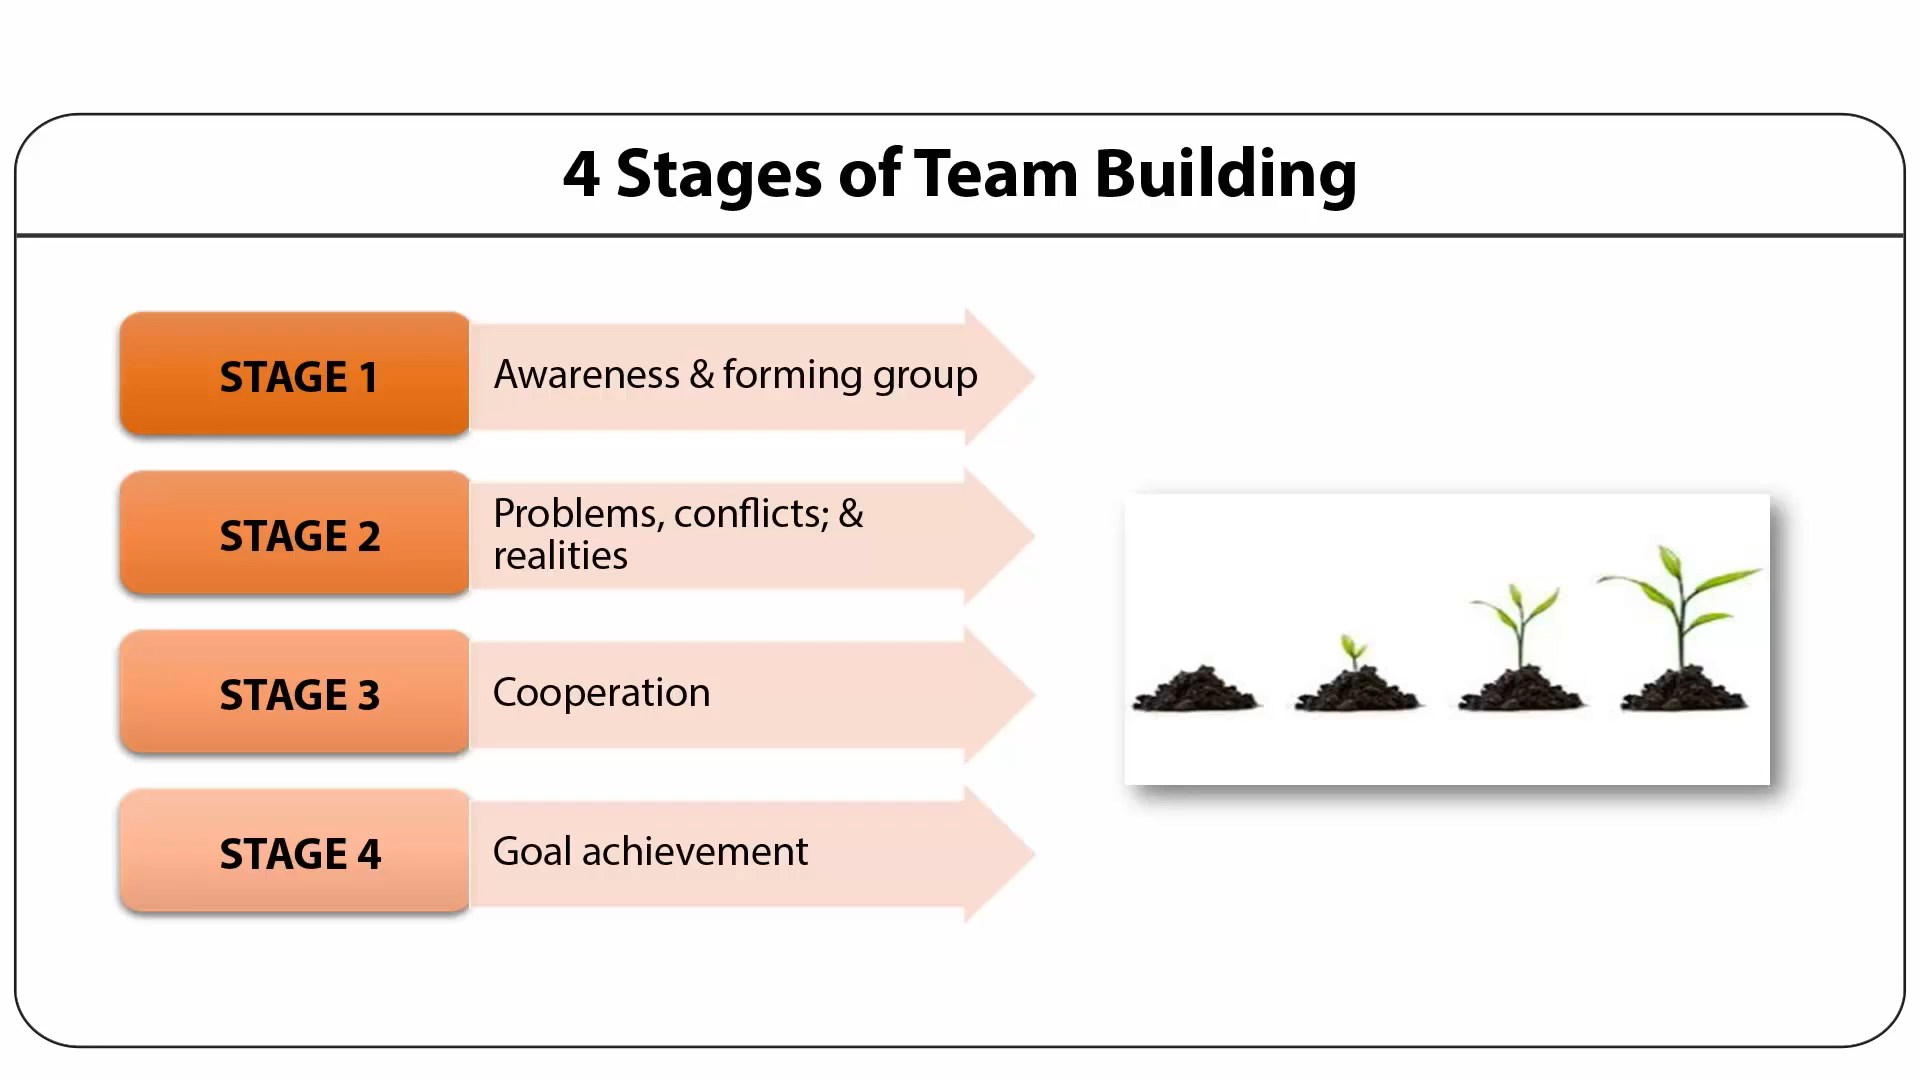 4 Stages of Team Building
STAGE 1
Awareness & forming group
STAGE 2
Problems, conflicts; &
realities
STAGE 3
Cooperation
STAGE 4
Goal achievement